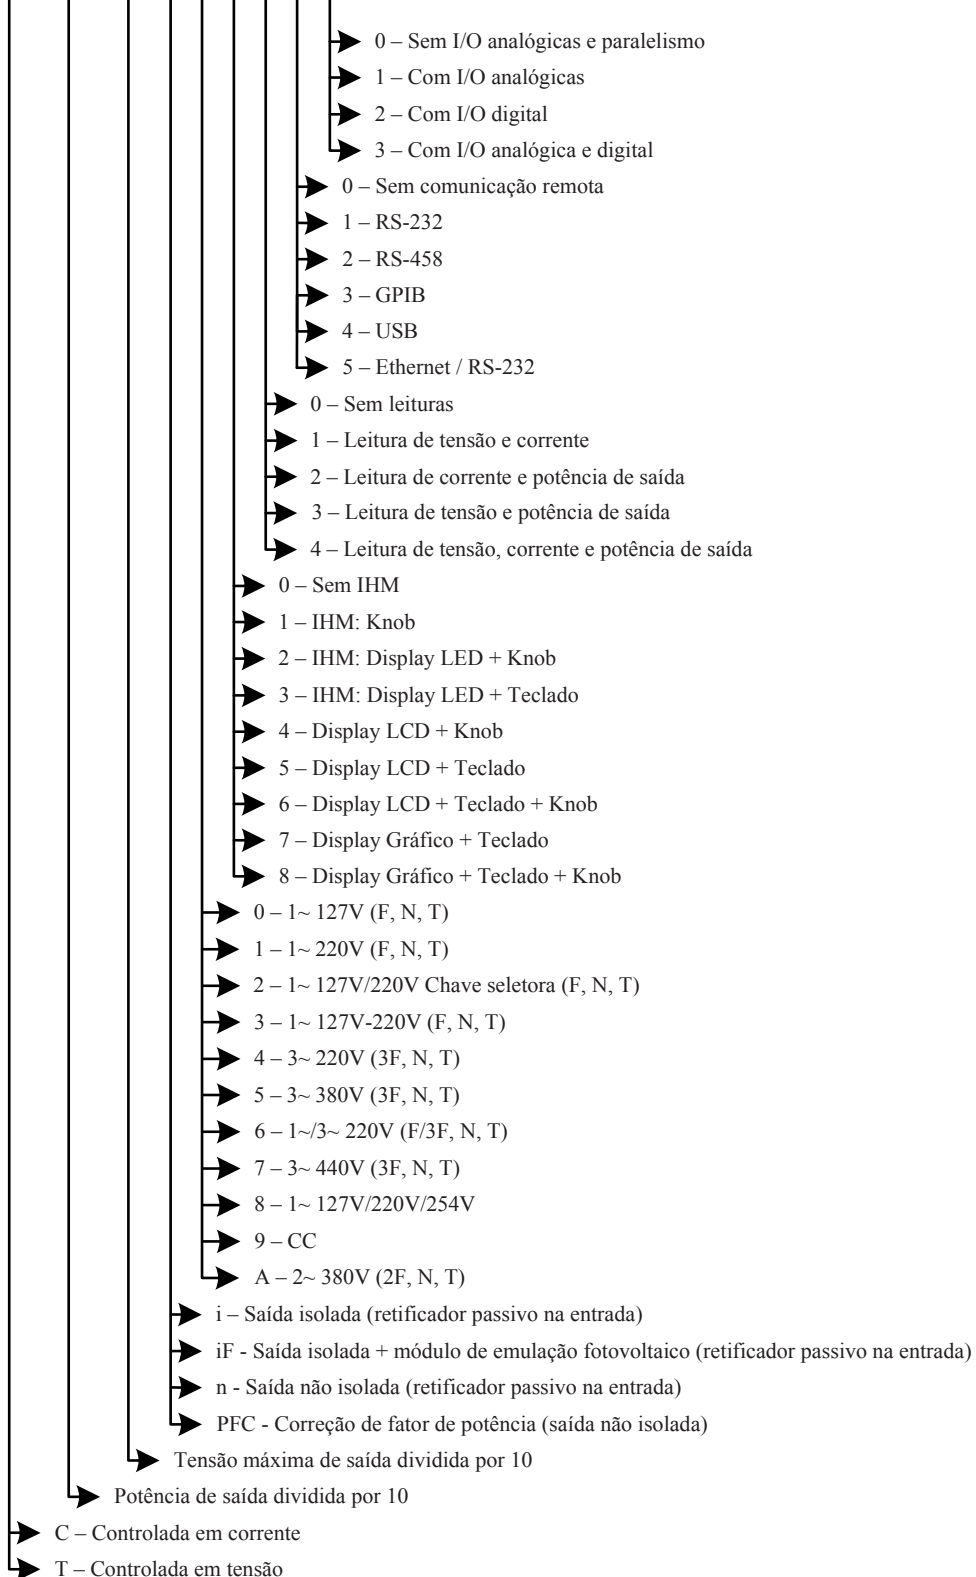 0 – Sem I/O analógicas e paralelismo
1 – Com I/O analógicas
2 – Com I/O digital
3 – Com I/O analógica e digital
0 – Sem comunicação remota
1 – RS-232
2 – RS-458
3 – GPIB
4 – USB
5 – Ethernet / RS-232
0 – Sem leituras
1 – Leitura de tensão e corrente
2 – Leitura de corrente e potência de saída
3 – Leitura de tensão e potência de saída
4 – Leitura de tensão, corrente e potência de saída
0 – Sem IHM
1 – IHM: Knob
2 – IHM: Display LED + Knob
3 – IHM: Display LED + Teclado
4 – Display LCD + Knob
5 – Display LCD + Teclado
6 – Display LCD + Teclado + Knob
7 – Display Gráfico + Teclado
8 – Display Gráfico + Teclado + Knob
0 – 1~ 127V (F, N, T)
1 – 1~ 220V (F, N, T)
2 – 1~ 127V/220V Chave seletora (F, N, T)
3 – 1~ 127V-220V (F, N, T)
4 – 3~ 220V (3F, N, T)
5 – 3~ 380V (3F, N, T)
6 – 1~/3~ 220V (F/3F, N, T)
7 – 3~ 440V (3F, N, T)
8 – 1~ 127V/220V/254V
9 – CC
A – 2~ 380V (2F, N, T)
i – Saída isolada (retificador passivo na entrada)
iF - Saída isolada + módulo de emulação fotovoltaico (retificador passivo na entrada)
n - Saída não isolada (retificador passivo na entrada)
PFC - Correção de fator de potência (saída não isolada)
Tensão máxima de saída dividida por 10
Potência de saída dividida por 10
C – Controlada em corrente
T – Controlada em tensão